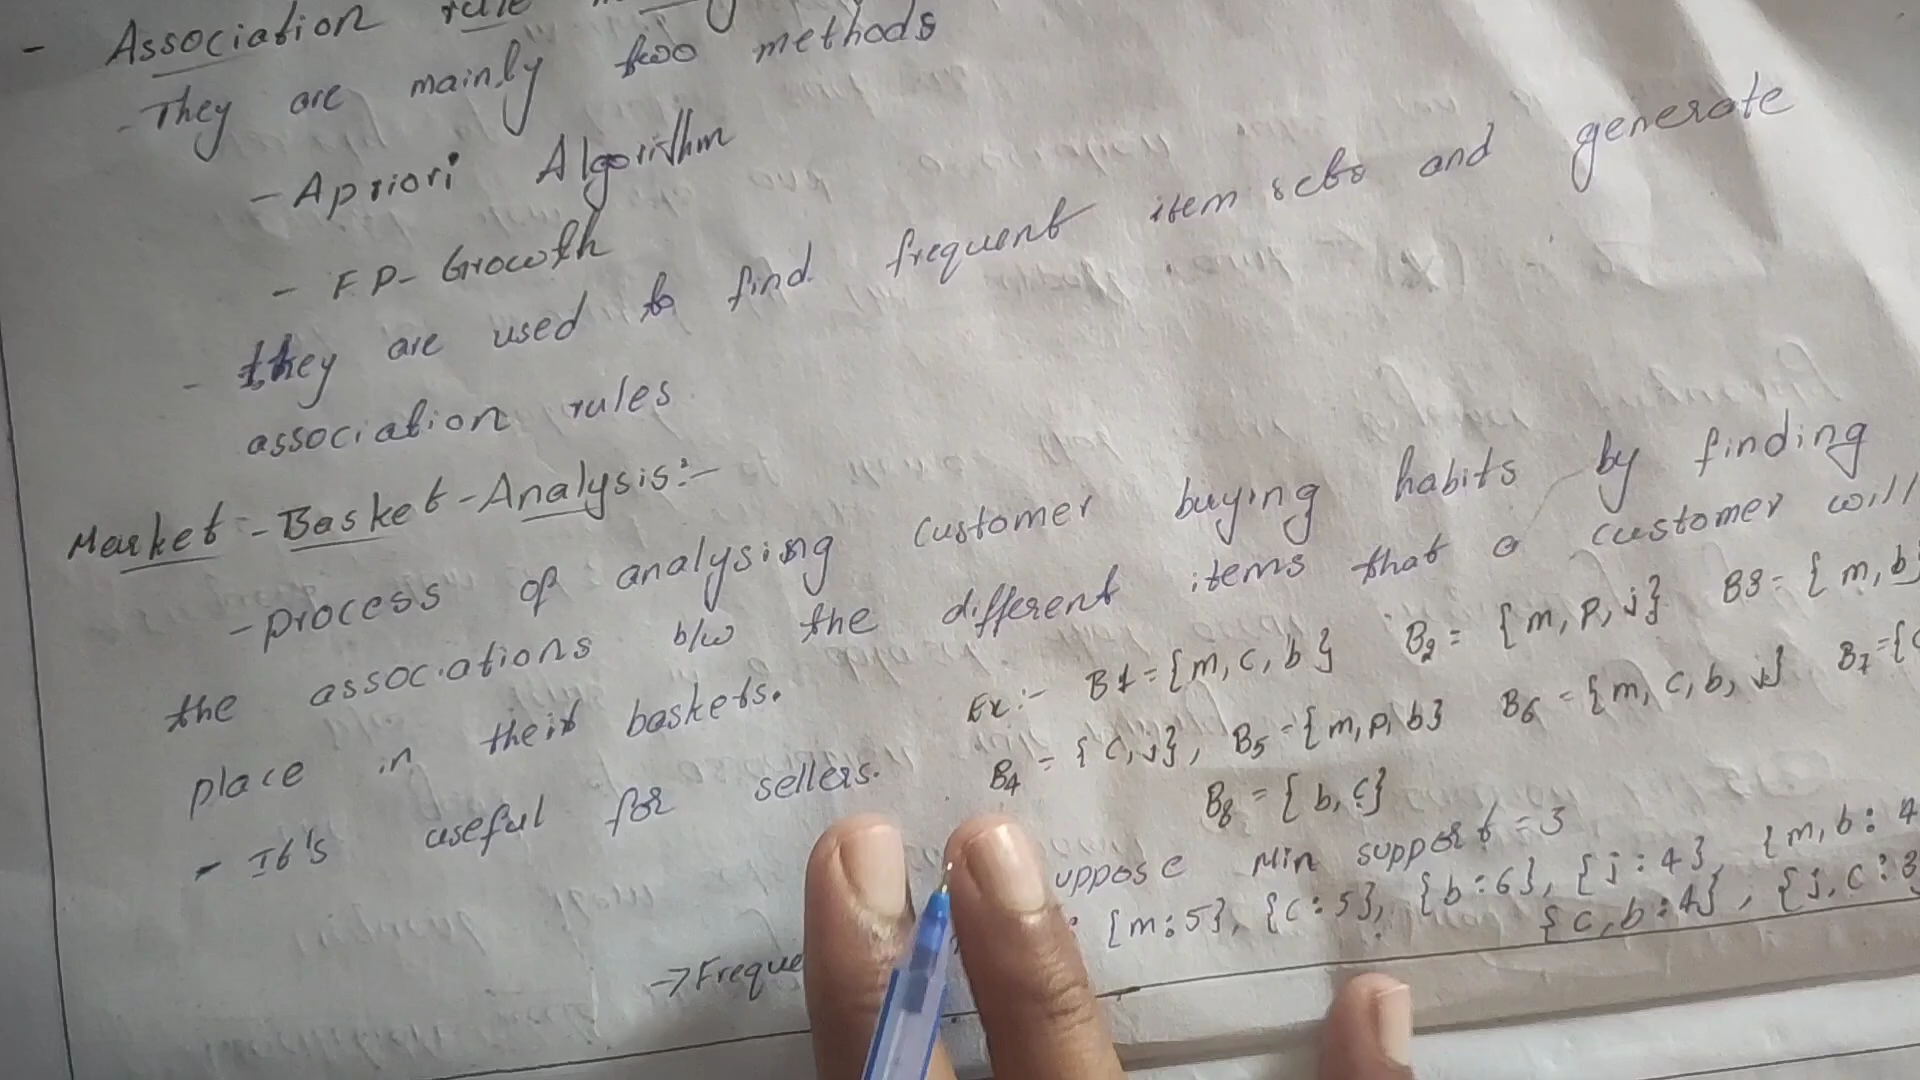 - Association rule
- They are mainly two methods
- Apriori Algorithm
- FP-Growth
- they are used to find frequent item sets and generate
association rules
Market-Basket-Analysis:-
- process of analysing customer buying habits by finding
the associations b/w the different items that a customer will
place in their baskets.
Ex:- B1={m, c, b} B2= {m, p, j} B3= {m, b
B4 = {c, j}, B5={m, p, b} B6 = {m, c, b, j} B7={c
B8 = {b, c}
- It's useful for sellers.
uppose Min support=3
→Freque : {m:5}, {c:5}, {b:6}, {j:4}, {m, b: 4
{c, b:4}, {j, c:3